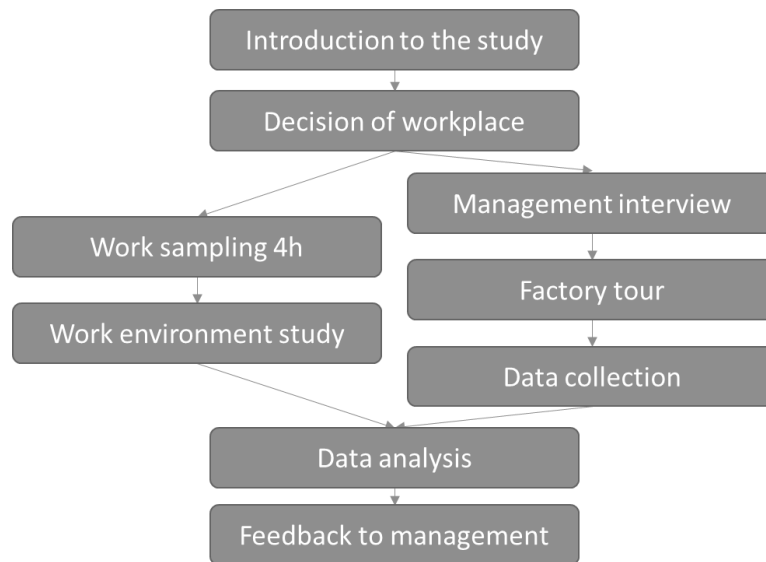 Introduction to the study
Decision of workplace
Management interview
Work sampling 4h
Factory tour
Work environment study
Data collection
Data analysis
Feedback to management